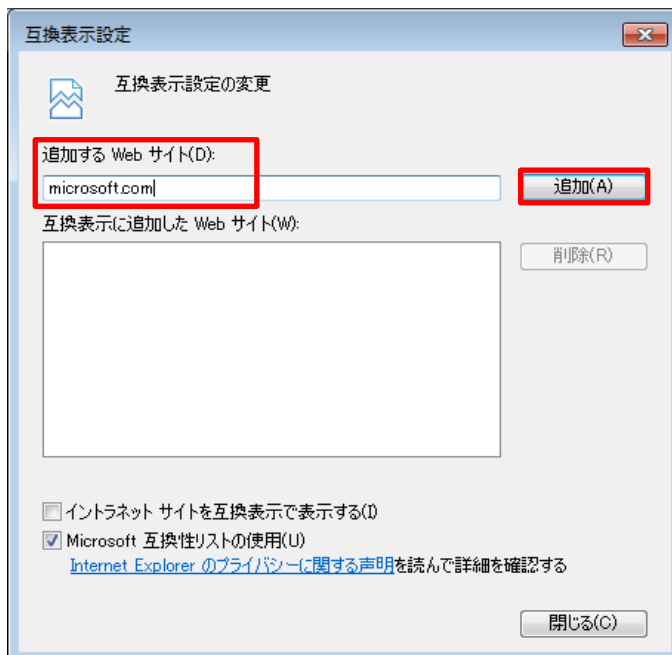 互換表示設定
互換表示設定の変更
追加する Web サイト(D):
microsoft.com
追加(A)
互換表示に追加した Web サイト(W):
削除(R)
イントラネット サイトを互換表示で表示する(I)
Microsoft 互換性リストの使用(U)
Internet Explorer のプライバシーに関する声明を読んで詳細を確認する
閉じる(C)